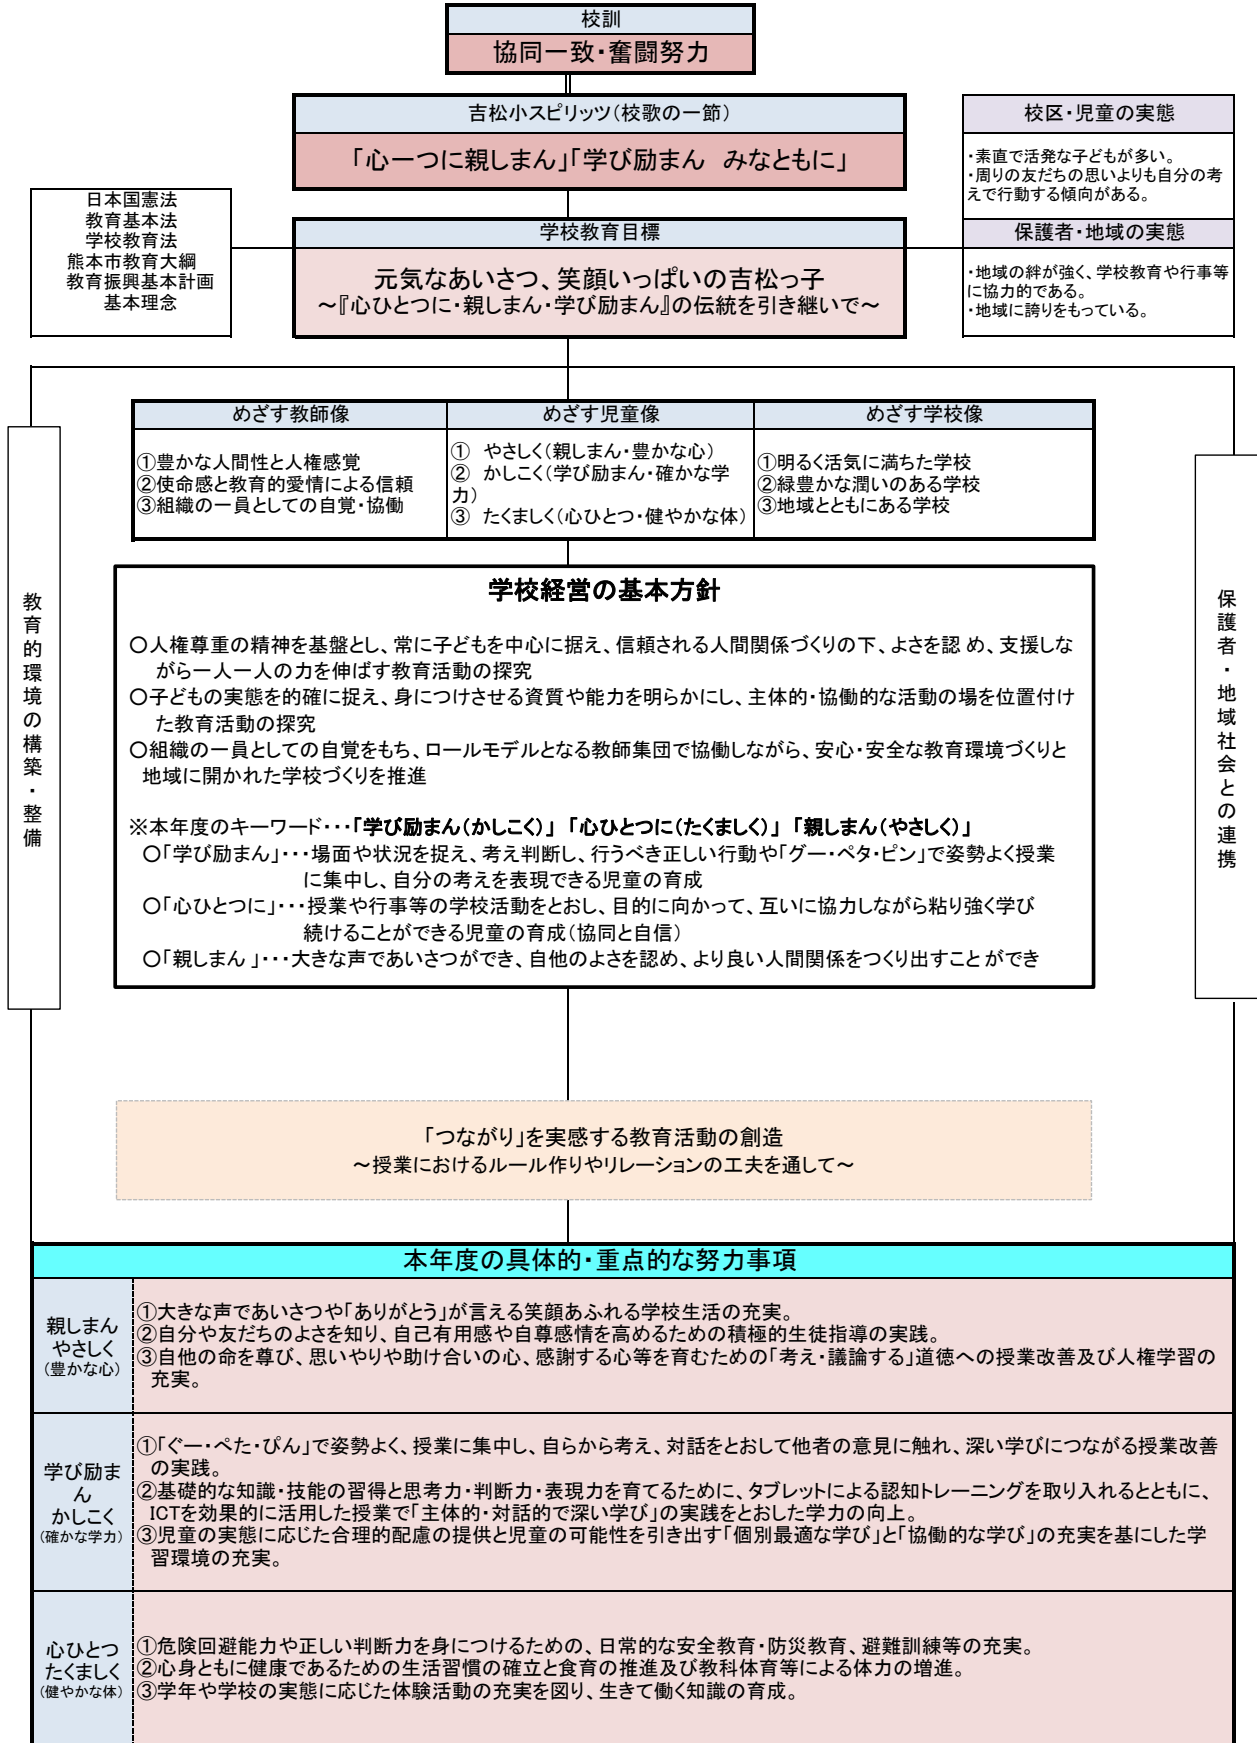 校訓
協同一致・奮闘努力
吉松小スピリッツ（校歌の一節）
「心一つに親しまん」「学び励まん　みなともに」
校区・児童の実態
・素直で活発な子どもが多い。
・周りの友だちの思いよりも自分の考
えで行動する傾向がある。
保護者・地域の実態
・地域の絆が強く、学校教育や行事等
に協力的である。
・地域に誇りをもっている。
日本国憲法
教育基本法
学校教育法
熊本市教育大綱
教育振興基本計画
基本理念
学校教育目標
元気なあいさつ、笑顔いっぱいの吉松っ子
～『心ひとつに・親しまん・学び励まん』の伝統を引き継いで～
めざす教師像
①豊かな人間性と人権感覚
②使命感と教育的愛情による信頼
③組織の一員としての自覚・協働
めざす児童像
①　やさしく（親しまん・豊かな心）
②　かしこく（学び励まん・確かな学
力）
③　たくましく（心ひとつ・健やかな体）
めざす学校像
①明るく活気に満ちた学校
②緑豊かな潤いのある学校
③地域とともにある学校
教育的環境の構築・整備
保護者・地域社会との連携
学校経営の基本方針
〇人権尊重の精神を基盤とし、常に子どもを中心に据え、信頼される人間関係づくりの下、よさを認 め、支援しな
がら一人一人の力を伸ばす教育活動の探究
〇子どもの実態を的確に捉え、身につけさせる資質や能力を明らかにし、主体的・協働的な活動の場を位置付け
た教育活動の探究
〇組織の一員としての自覚をもち、ロールモデルとなる教師集団で協働しながら、安心・安全な教育環境づくりと
地域に開かれた学校づくりを推進
※本年度のキーワード・・・「学び励まん（かしこく）」「心ひとつに（たくましく）」「親しまん（やさしく）」
〇「学び励まん」・・・場面や状況を捉え、考え判断し、行うべき正しい行動や「グー・ペタ・ピン」で姿勢よく授業
に集中し、自分の考えを表現できる児童の育成
〇「心ひとつに」・・・授業や行事等の学校活動をとおし、目的に向かって、互いに協力しながら粘り強く学び
続けることができる児童の育成（協同と自信）
〇「親しまん 」・・・大きな声であいさつができ、自他のよさを認め、より良い人間関係をつくり出すこと ができ
「つながり」を実感する教育活動の創造
～授業におけるルール作りやリレーションの工夫を通して～
本年度の具体的・重点的な努力事項
親しまん
やさしく
（豊かな心）
①大きな声であいさつや「ありがとう」が言える笑顔あふれる学校生活の充実。
②自分や友だちのよさを知り、自己有用感や自尊感情を高めるための積極的生徒指導の実践。
③自他の命を尊び、思いやりや助け合いの心、感謝する心等を育むための「考え・議論する」道徳への授業改善及び人権学習の
充実。
学び励ま
ん
かしこく
（確かな学力）
①「ぐー・ぺた・ぴん」で姿勢よく、授業に集中し、自らから考え、対話をとおして他者の意見に触れ、深い学びにつながる授業改善
の実践。
②基礎的な知識・技能の習得と思考力・判断力・表現力を育てるために、タブレットによる認知トレーニングを取り入れるとともに、
ICTを効果的に活用した授業で「主体的・対話的で深い学び」の実践をとおした学力の向上。
③児童の実態に応じた合理的配慮の提供と児童の可能性を引き出す「個別最適な学び」と「協働的な学び」の充実を基にした学
習環境の充実。
心ひとつ
たくましく
（健やかな体）
①危険回避能力や正しい判断力を身につけるための、日常的な安全教育・防災教育、避難訓練等の充実。
②心身ともに健康であるための生活習慣の確立と食育の推進及び教科体育等による体力の増進。
③学年や学校の実態に応じた体験活動の充実を図り、生きて働く知識の育成。